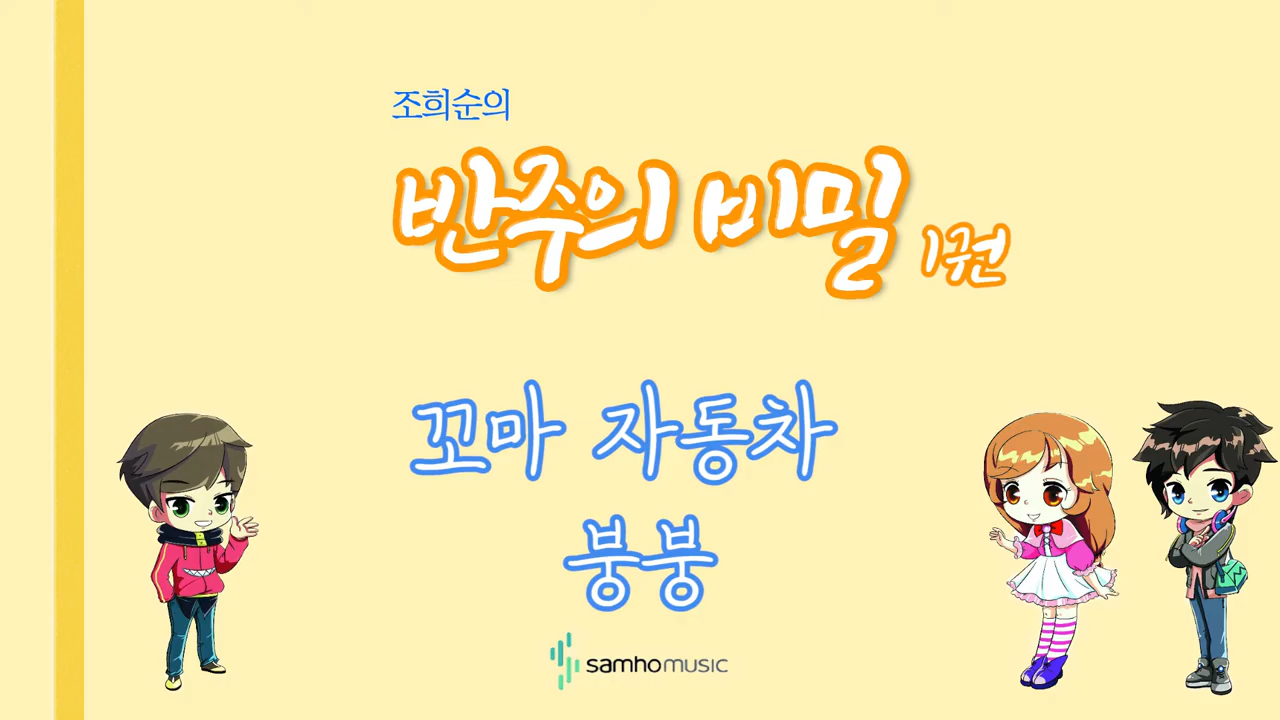 조희순의
반주의 비밀 1권
꼬마 자동차
붕붕
samhomusic